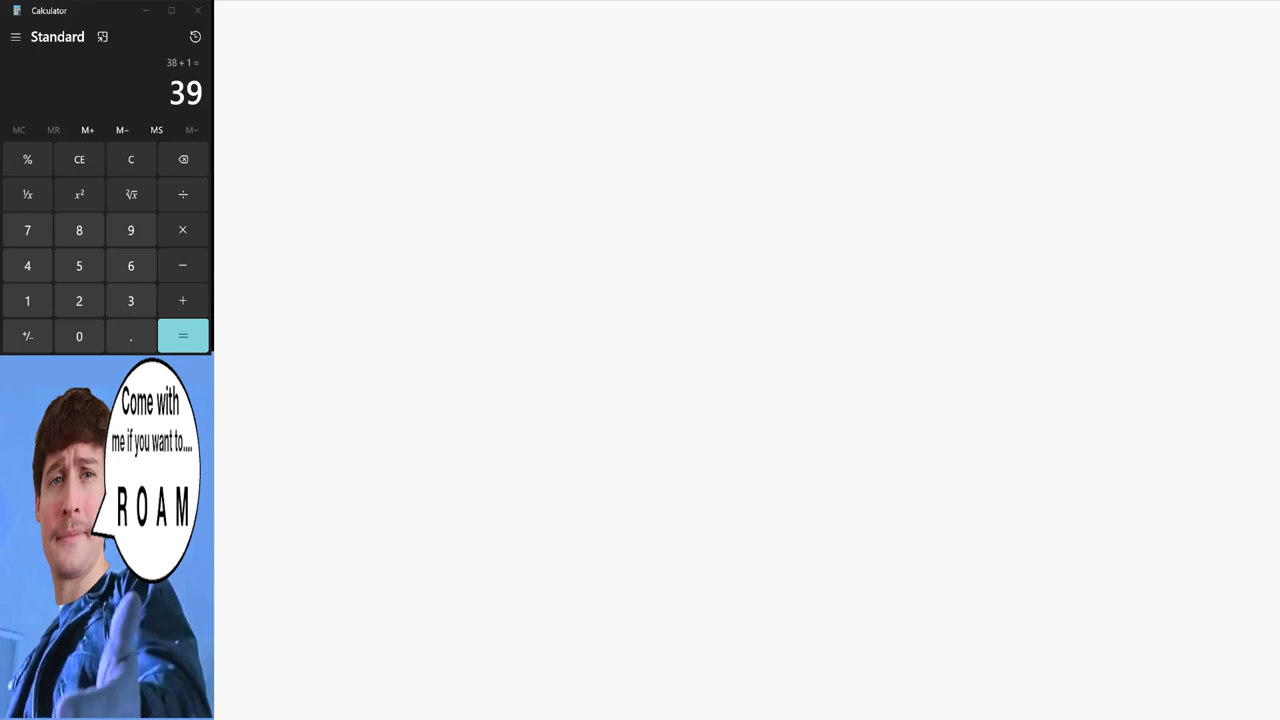 Calculator
Standard
38 + 1 =
39
MC MR M+ M− MS M˅
% CE C
¹/x x² ²√x ÷
7 8 9 ×
4 5 6 −
1 2 3 +
+/− 0 . =
Come with
me if you want to....
ROAM